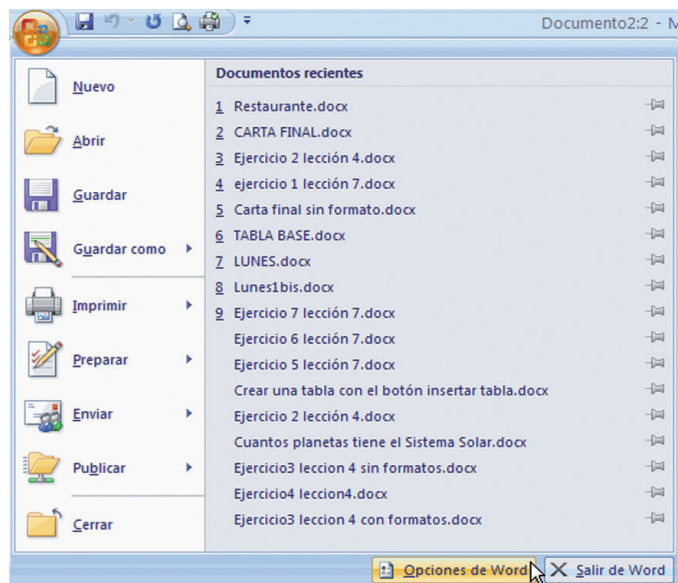 Documento2:2 - M
Nuevo
Abrir
Guardar
Guardar como
Imprimir
Preparar
Enviar
Publicar
Cerrar
Documentos recientes
1 Restaurante.docx
2 CARTA FINAL.docx
3 Ejercicio 2 lección 4.docx
4 ejercicio 1 lección 7.docx
5 Carta final sin formato.docx
6 TABLA BASE.docx
7 LUNES.docx
8 Lunes1bis.docx
9 Ejercicio 7 lección 7.docx
Ejercicio 6 lección 7.docx
Ejercicio 5 lección 7.docx
Crear una tabla con el botón insertar tabla.docx
Ejercicio 2 lección 4.docx
Cuantos planetas tiene el Sistema Solar.docx
Ejercicio3 leccion 4 sin formatos.docx
Ejercicio4 leccion4.docx
Ejercicio3 leccion 4 con formatos.docx
Opciones de Word
Salir de Word